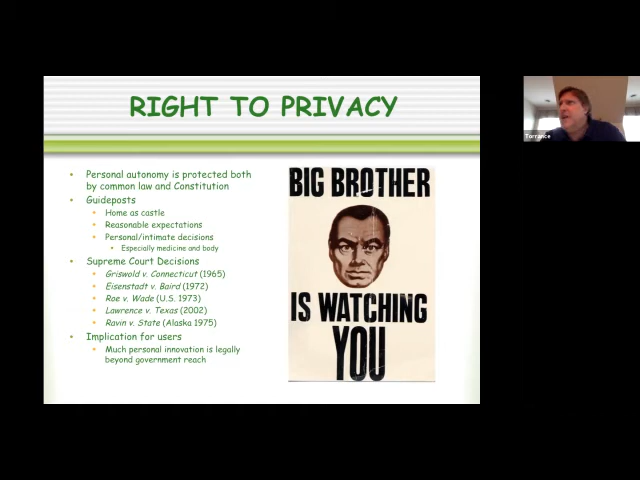 RIGHT TO PRIVACY
Torrance
• Personal autonomy is protected both
by common law and Constitution
• Guideposts
• Home as castle
• Reasonable expectations
• Personal/intimate decisions
• Especially medicine and body
• Supreme Court Decisions
• Griswold v. Connecticut (1965)
• Eisenstadt v. Baird (1972)
• Roe v. Wade (U.S. 1973)
• Lawrence v. Texas (2002)
• Ravin v. State (Alaska 1975)
• Implication for users
• Much personal innovation is legally
beyond government reach
BIG BROTHER
IS WATCHING
YOU